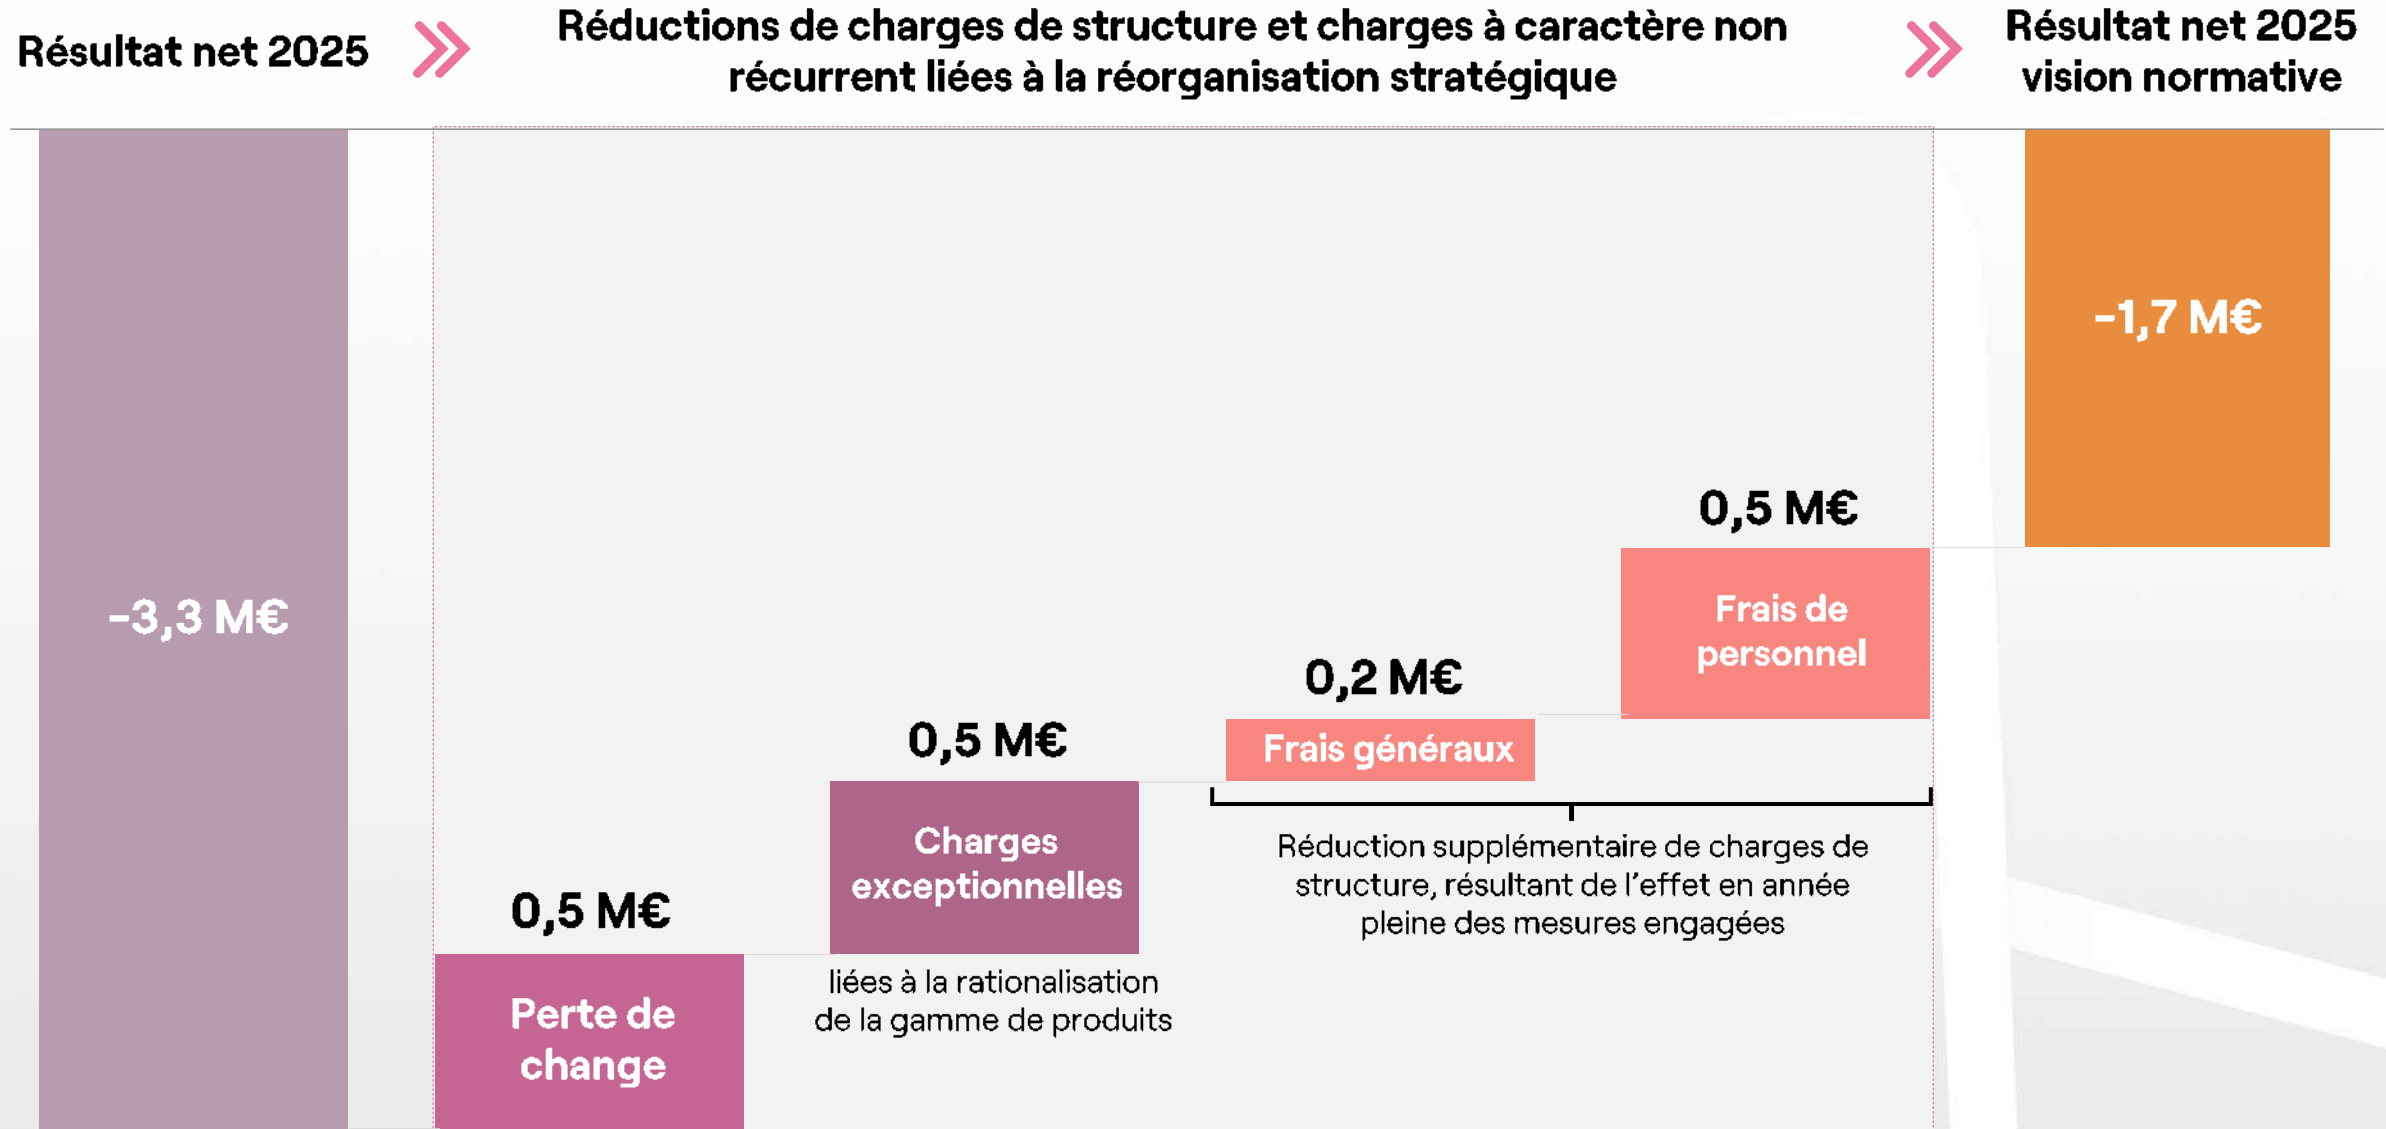 Résultat net 2025
Réductions de charges de structure et charges à caractère non
récurrent liées à la réorganisation stratégique
Résultat net 2025
vision normative
-3,3 M€
0,5 M€
Perte de
change
0,5 M€
Charges
exceptionnelles
liées à la rationalisation
de la gamme de produits
0,2 M€
Frais généraux
0,5 M€
Frais de
personnel
Réduction supplémentaire de charges de
structure, résultant de l'effet en année
pleine des mesures engagées
-1,7 M€